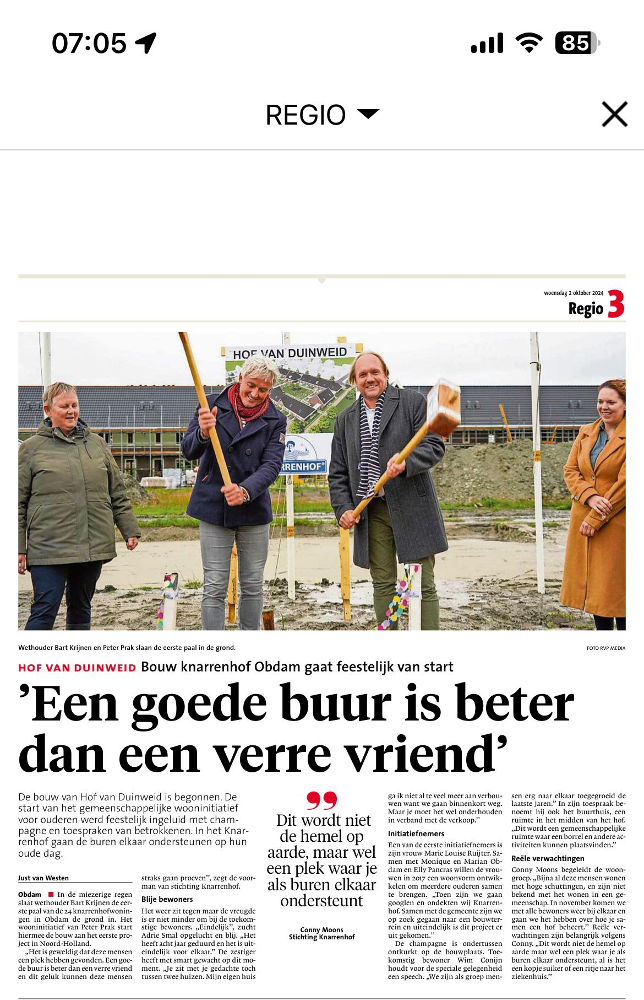 07:05
85
REGIO
woensdag 2 oktober 2024
Regio 3
HOF VAN DUINWEID
RRENHOF®
Wethouder Bart Krijnen en Peter Prak slaan de eerste paal in de grond.
FOTO RVP MEDIA
HOF VAN DUINWEID Bouw knarrenhof Obdam gaat feestelijk van start
’Een goede buur is beter
dan een verre vriend’
De bouw van Hof van Duinweid is begonnen. De
start van het gemeenschappelijke wooninitiatief
voor ouderen werd feestelijk ingeluid met cham-
pagne en toespraken van betrokkenen. In het Knar-
renhof gaan de buren elkaar ondersteunen op hun
oude dag.
Just van Westen
Obdam ■ In de miezerige regen
slaat wethouder Bart Krijnen de eer-
ste paal van de 24 knarrenhofwonin-
gen in Obdam de grond in. Het
wooninitiatief van Peter Prak start
hiermee de bouw aan het eerste pro-
ject in Noord-Holland.
„Het is geweldig dat deze mensen
een plek hebben gevonden. Een goe-
de buur is beter dan een verre vriend
en dit geluk kunnen deze mensen
straks gaan proeven’’, zegt de voor-
man van stichting Knarrenhof.
Blije bewoners
Het weer zit tegen maar de vreugde
is er niet minder om bij de toekom-
stige bewoners. „Eindelijk’’, zucht
Adrie Smal opgelucht en blij. „Het
heeft acht jaar geduurd en het is uit-
eindelijk voor elkaar.” De zestiger
heeft met smart gewacht op dit mo-
ment. „Je zit met je gedachte toch
tussen twee huizen. Mijn eigen huis
”
Dit wordt niet
de hemel op
aarde, maar wel
een plek waar je
als buren elkaar
ondersteunt
Conny Moons
Stichting Knarrenhof
ga ik niet al te veel meer aan verbou-
wen want we gaan binnenkort weg.
Maar je moet het wel onderhouden
in verband met de verkoop.’’
Initiatiefnemers
Een van de eerste initiatiefnemers is
zijn vrouw Marie Louise Ruijter. Sa-
men met Monique en Marian Ob-
dam en Elly Pancras willen de vrou-
wen in 2017 een woonvorm ontwik-
kelen om meerdere ouderen samen
te brengen. „Toen zijn we gaan
googlen en ondekten wij Knarren-
hof. Samen met de gemeente zijn we
op zoek gegaan naar een bouwter-
rein en uiteindelijk is dit project er
uit gekomen.’’
De champagne is ondertussen
ontkurkt op de bouwplaats. Toe-
komstig bewoner Wim Conijn
houdt voor de speciale gelegenheid
een speech. „We zijn als groep men-
sen erg naar elkaar toegegroeid de
laatste jaren.” In zijn toespraak be-
noemt hij ook het buurthuis, een
ruimte in het midden van het hof.
„Dit wordt een gemeenschappelijke
ruimte waar een borrel en andere ac-
tiviteiten kunnen plaatsvinden.”
Reële verwachtingen
Conny Moons begeleidt de woon-
groep. „Bijna al deze mensen wonen
met hoge schuttingen, en zijn niet
bekend met het wonen in een ge-
meenschap. In november komen we
met alle bewoners weer bij elkaar en
gaan we het hebben over hoe je sa-
men een hof beheert.’’ Reële ver-
wachtingen zijn belangrijk volgens
Conny. „Dit wordt niet de hemel op
aarde maar wel een plek waar je als
buren elkaar ondersteunt, al is het
een kopje suiker of een ritje naar het
ziekenhuis.’’